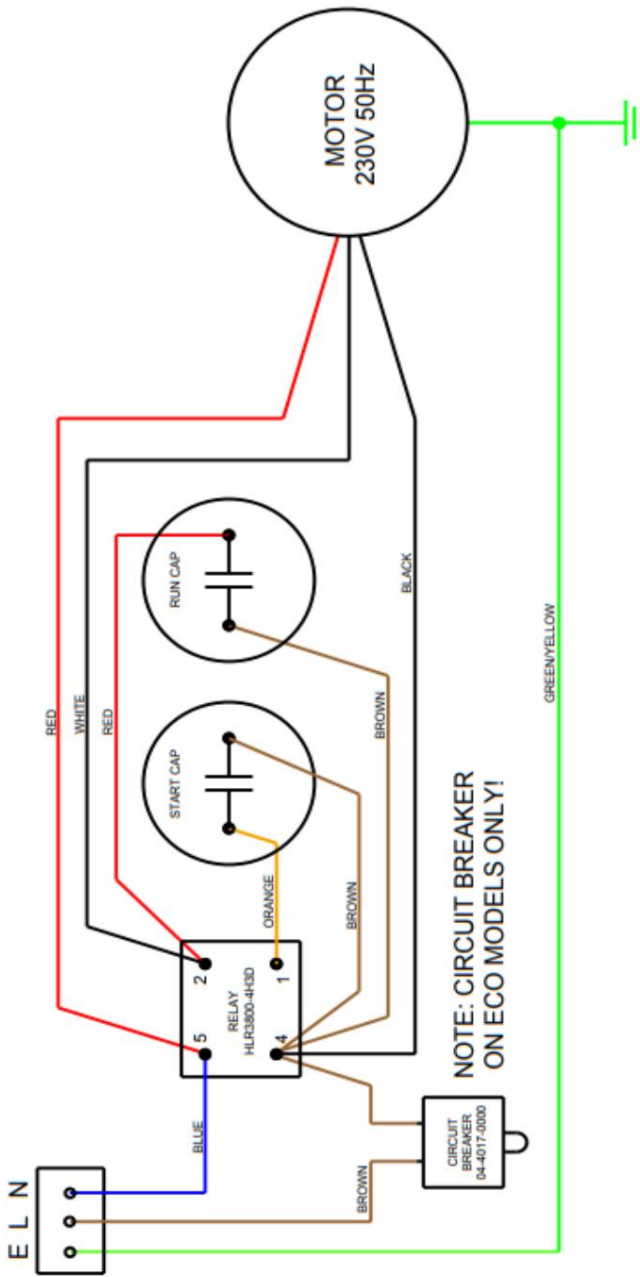 MOTOR
230V 50Hz
RED
WHITE
RED
RUN CAP
START CAP
ORANGE
BROWN
BROWN
BLACK
GREEN/YELLOW
2
1
5
4
RELAY
HLR3800-4H3D
NOTE: CIRCUIT BREAKER
ON ECO MODELS ONLY!
BLUE
BROWN
CIRCUIT
BREAKER
04-4017-0000
E L N